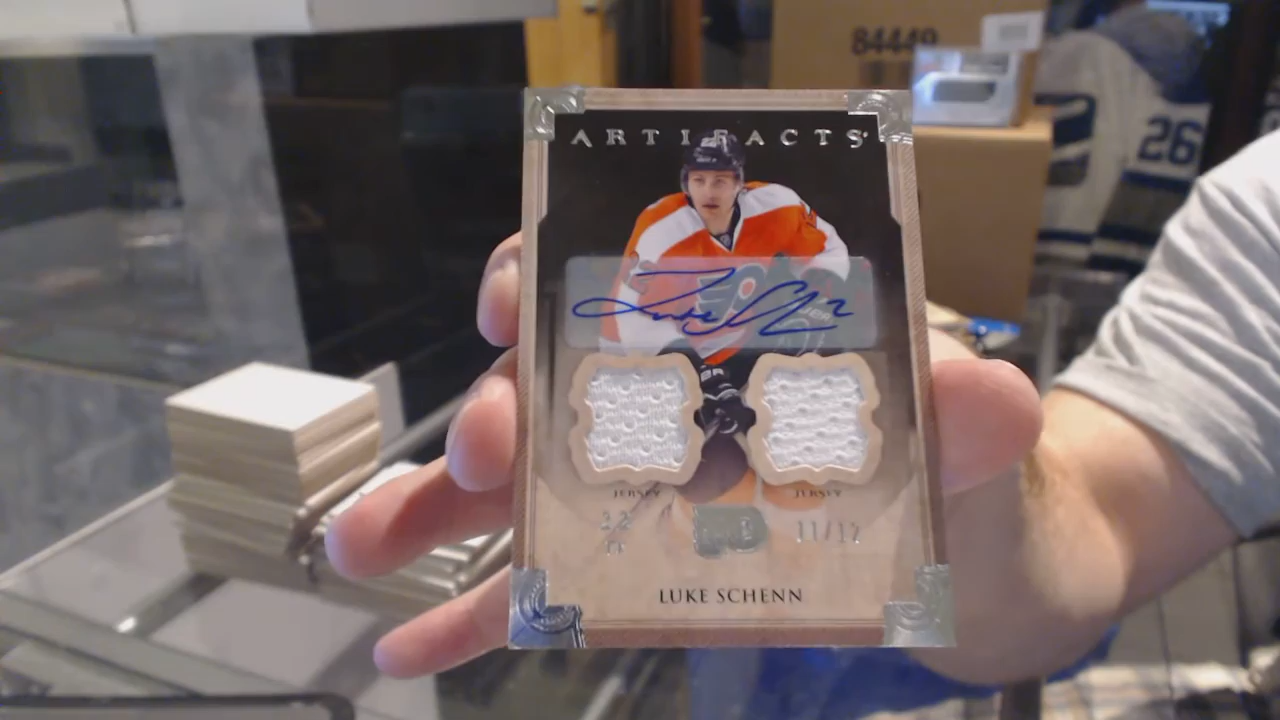 84449
26
ARTIFACTS
JERSEY JERSEY
11/12
LUKE SCHENN